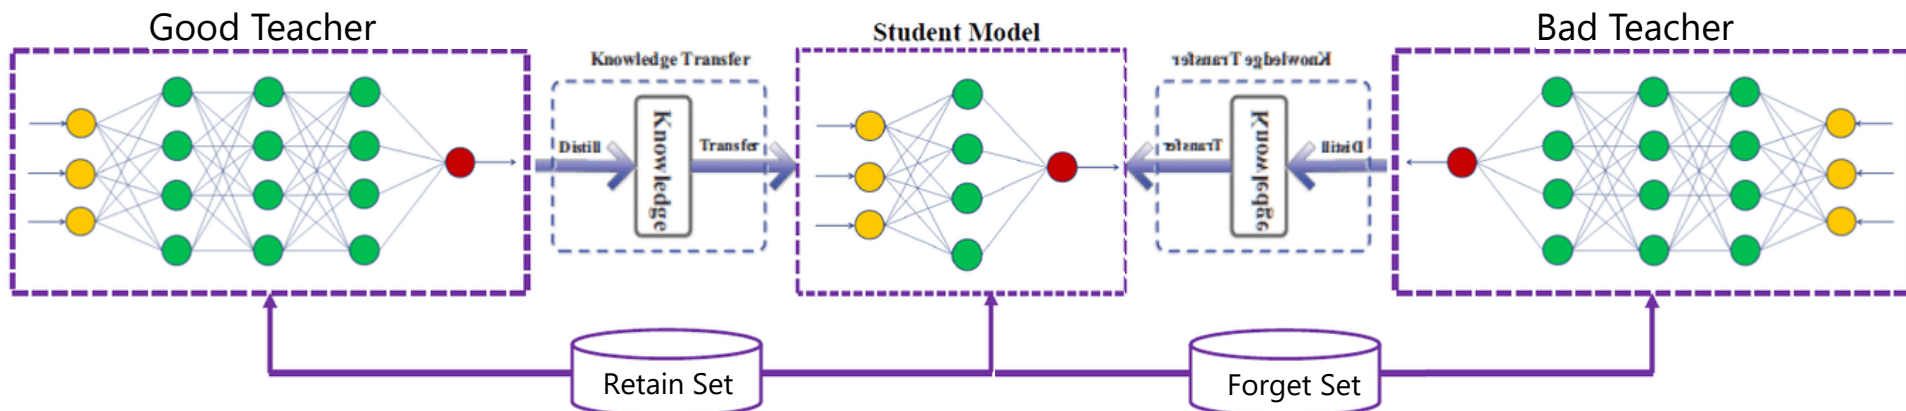 Good Teacher
Student Model
Bad Teacher
Knowledge Transfer
Knowledge Transfer
Distill
Knowledge
Transfer
Transfer
Knowledge
Distill
Retain Set
Forget Set